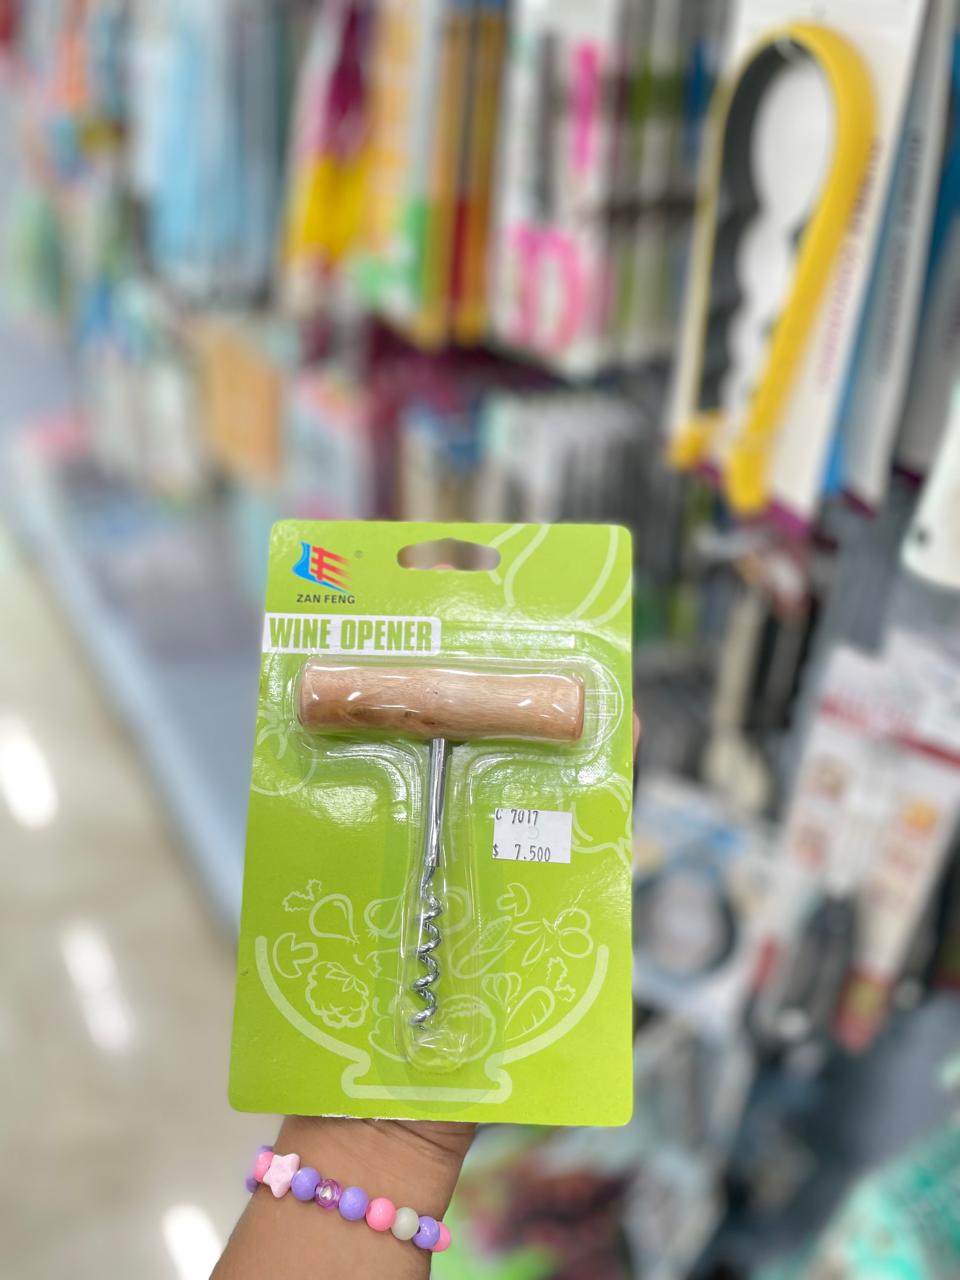 ZAN FENG
WINE OPENER
C 7017
$ 7.500